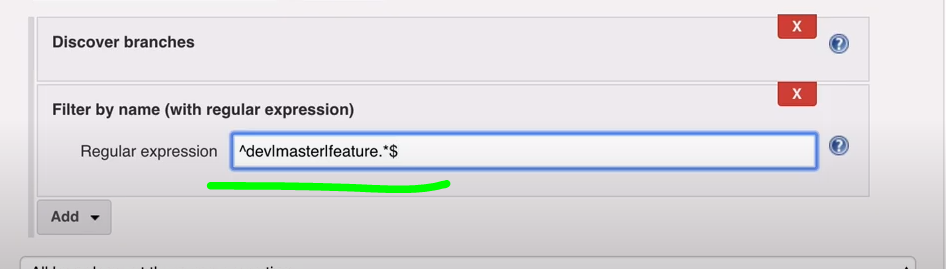 X
Discover branches
?
X
Filter by name (with regular expression)
Regular expression ^dev|master|feature.*$
?
Add